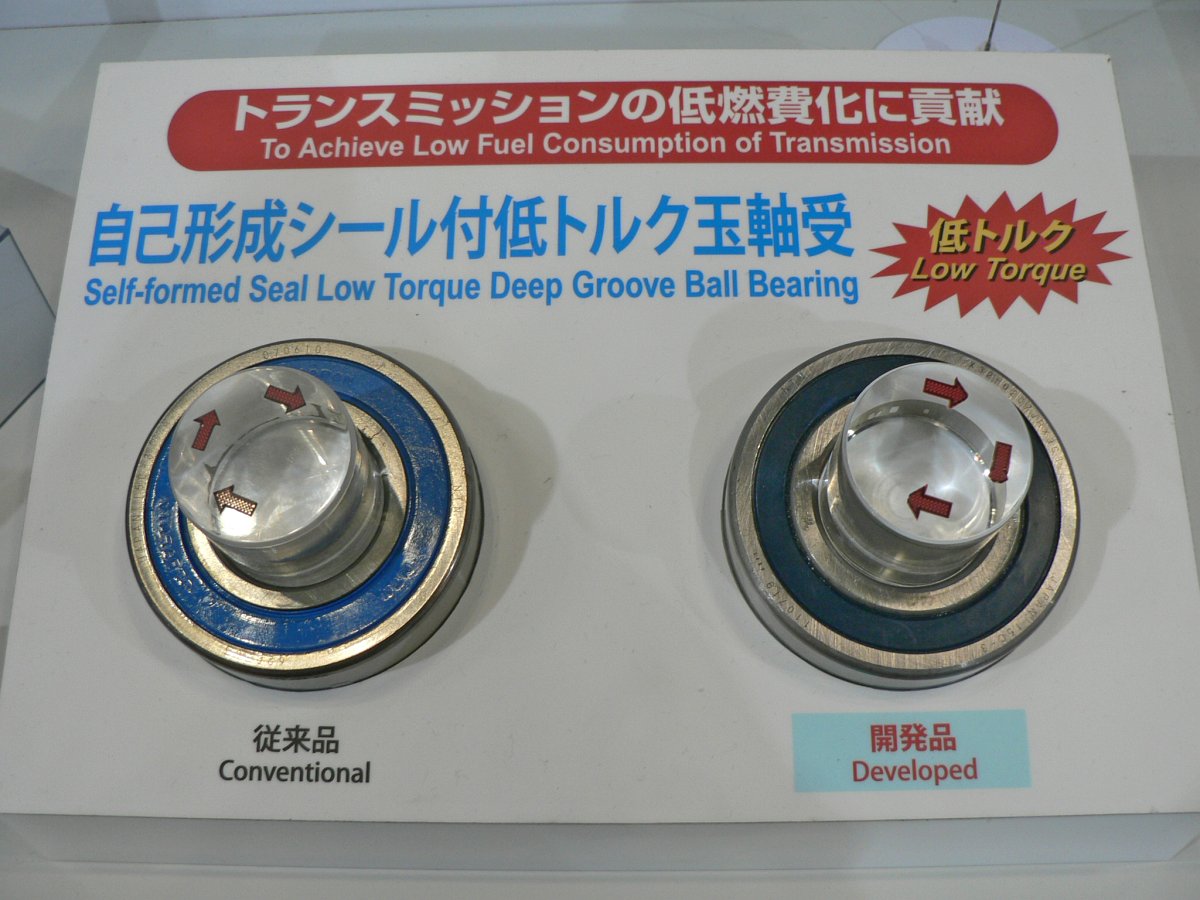 トランスミッションの低燃費化に貢献
To Achieve Low Fuel Consumption of Transmission
自己形成シール付低トルク玉軸受
Self-formed Seal Low Torque Deep Groove Ball Bearing
低トルク
Low Torque
070610
従来品
Conventional
開発品
Developed